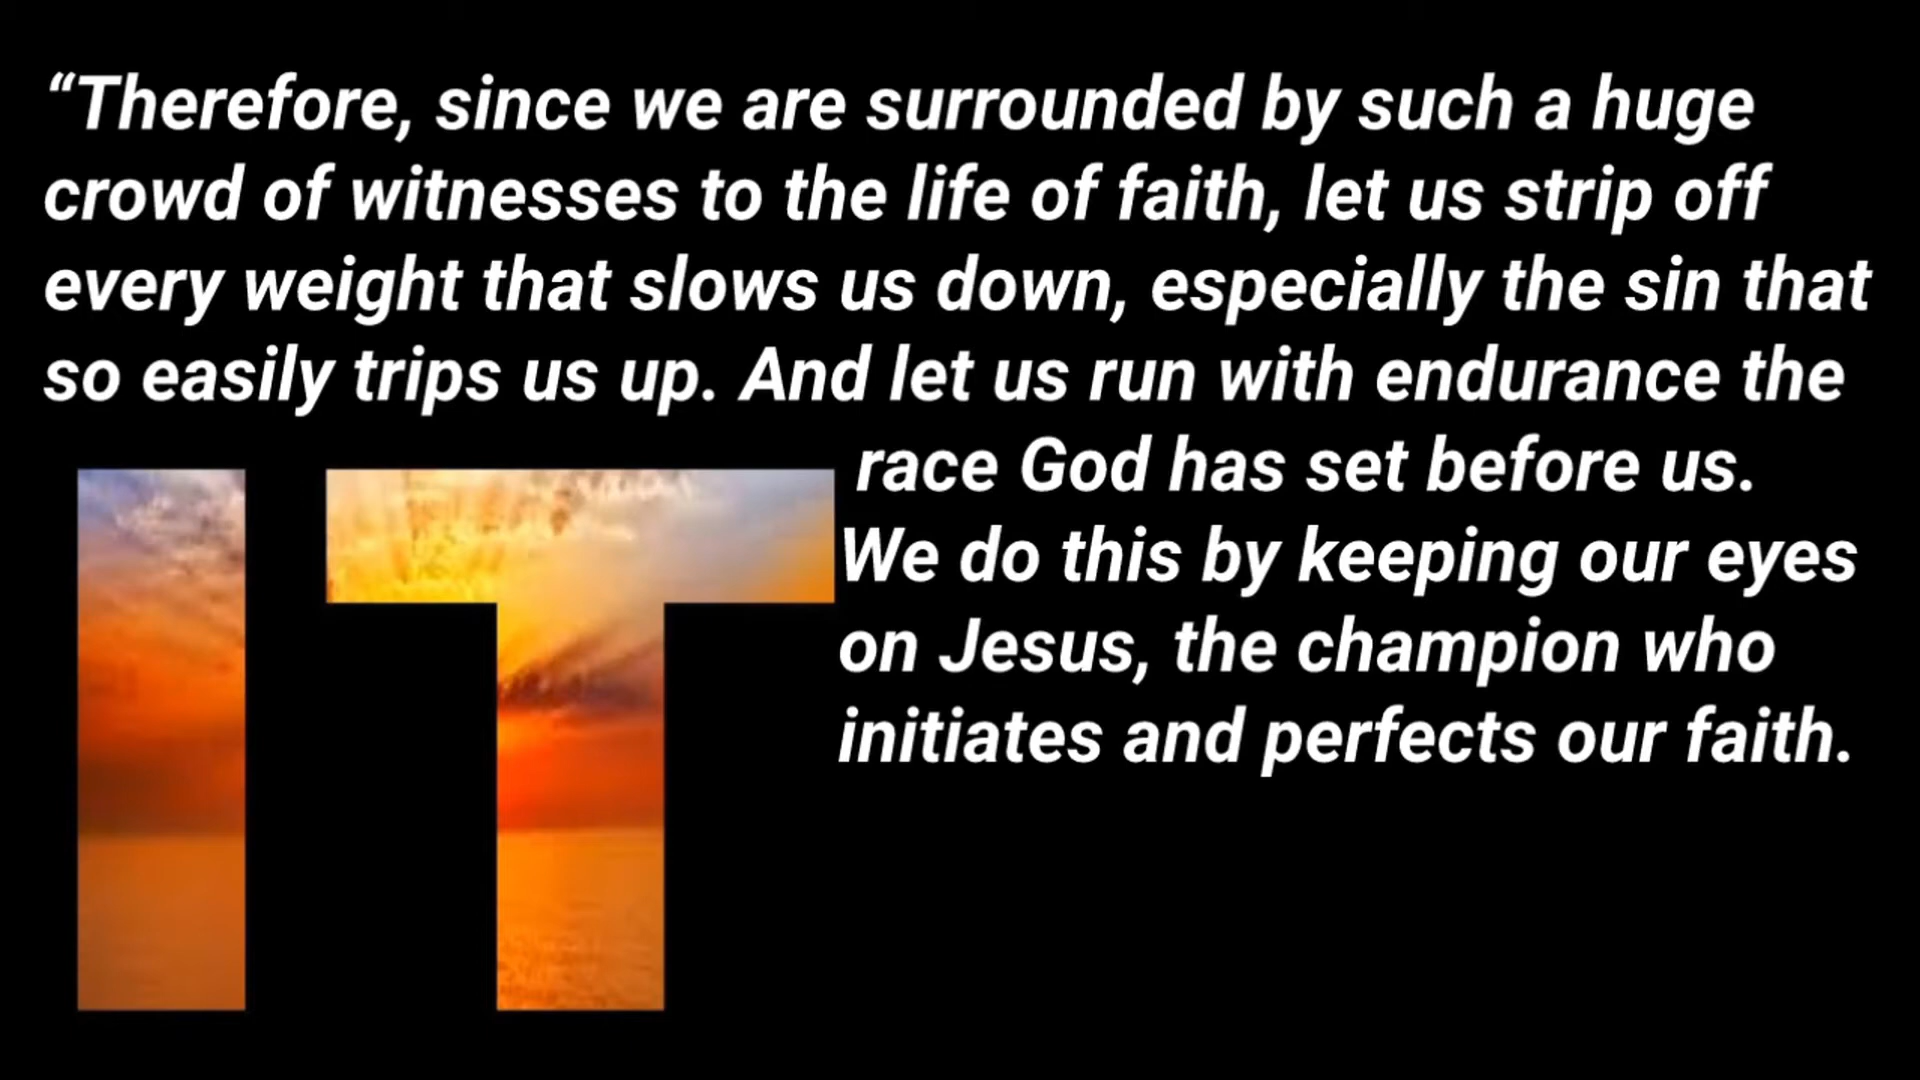 “Therefore, since we are surrounded by such a huge
crowd of witnesses to the life of faith, let us strip off
every weight that slows us down, especially the sin that
so easily trips us up. And let us run with endurance the
race God has set before us.
We do this by keeping our eyes
on Jesus, the champion who
initiates and perfects our faith.
IT